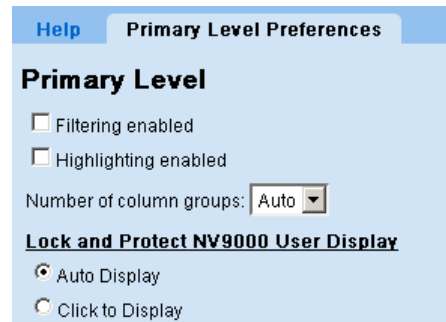 Help Primary Level Preferences
Primary Level
Filtering enabled
Highlighting enabled
Number of column groups: Auto
Lock and Protect NV9000 User Display
Auto Display
Click to Display